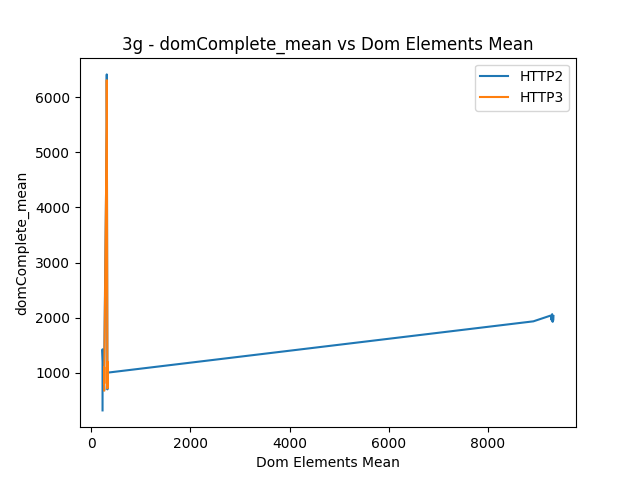 3g - domComplete_mean vs Dom Elements Mean
HTTP2
HTTP3
6000
5000
4000
3000
2000
1000
domComplete_mean
0 2000 4000 6000 8000
Dom Elements Mean